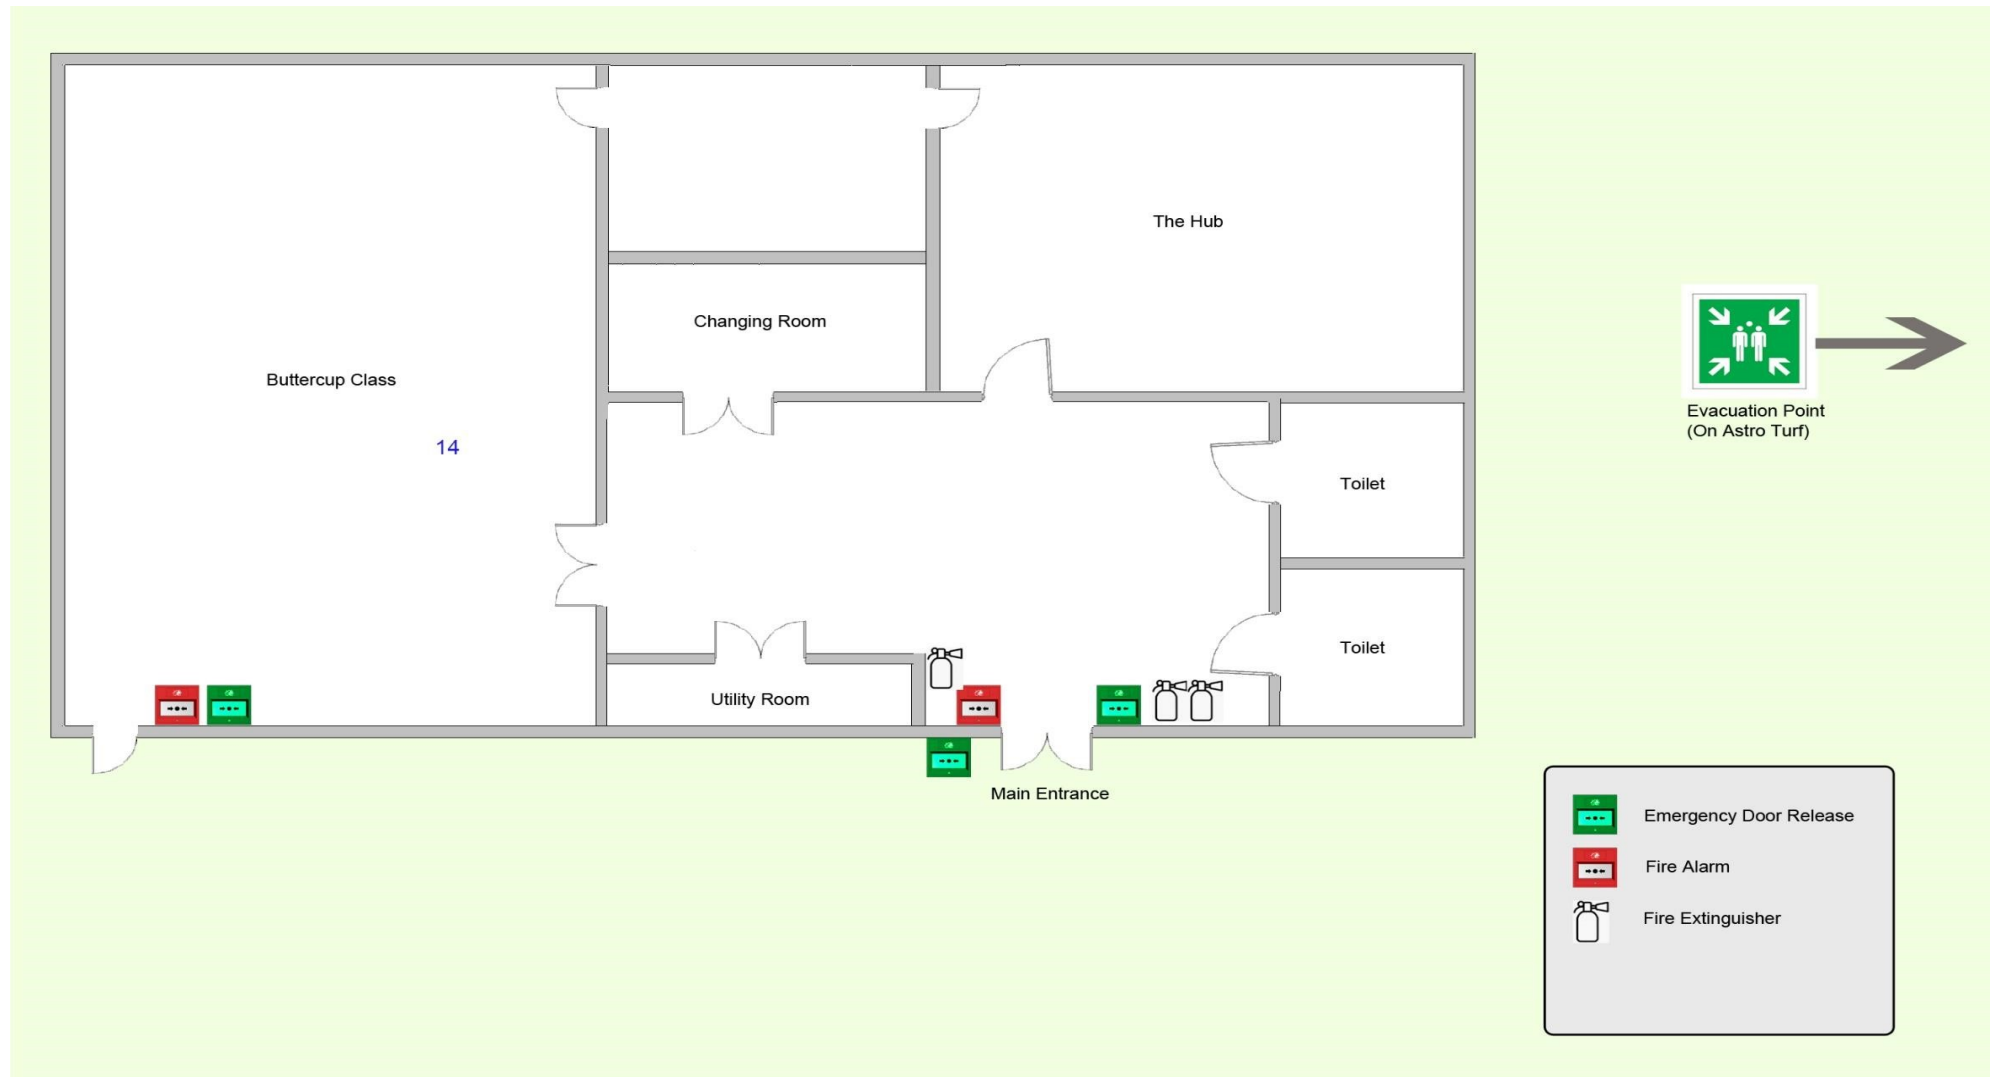 The Hub
Changing Room
Buttercup Class
14
Evacuation Point
(On Astro Turf)
Toilet
Toilet
Utility Room
Main Entrance
Emergency Door Release
Fire Alarm
Fire Extinguisher